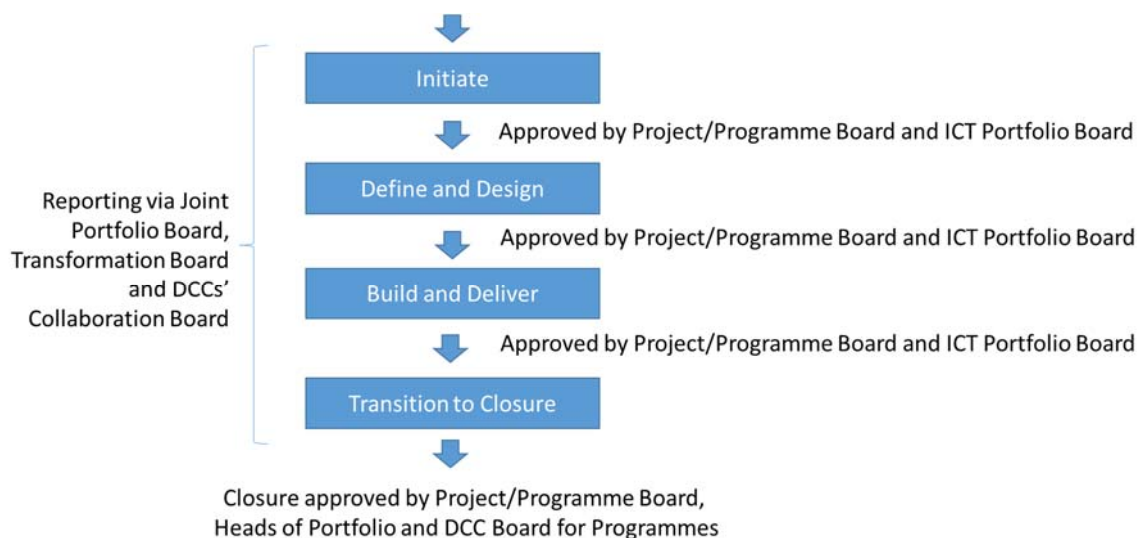 Initiate
Approved by Project/Programme Board and ICT Portfolio Board
Define and Design
Reporting via Joint
Portfolio Board,
Transformation Board
and DCCs’
Collaboration Board
Approved by Project/Programme Board and ICT Portfolio Board
Build and Deliver
Approved by Project/Programme Board and ICT Portfolio Board
Transition to Closure
Closure approved by Project/Programme Board,
Heads of Portfolio and DCC Board for Programmes